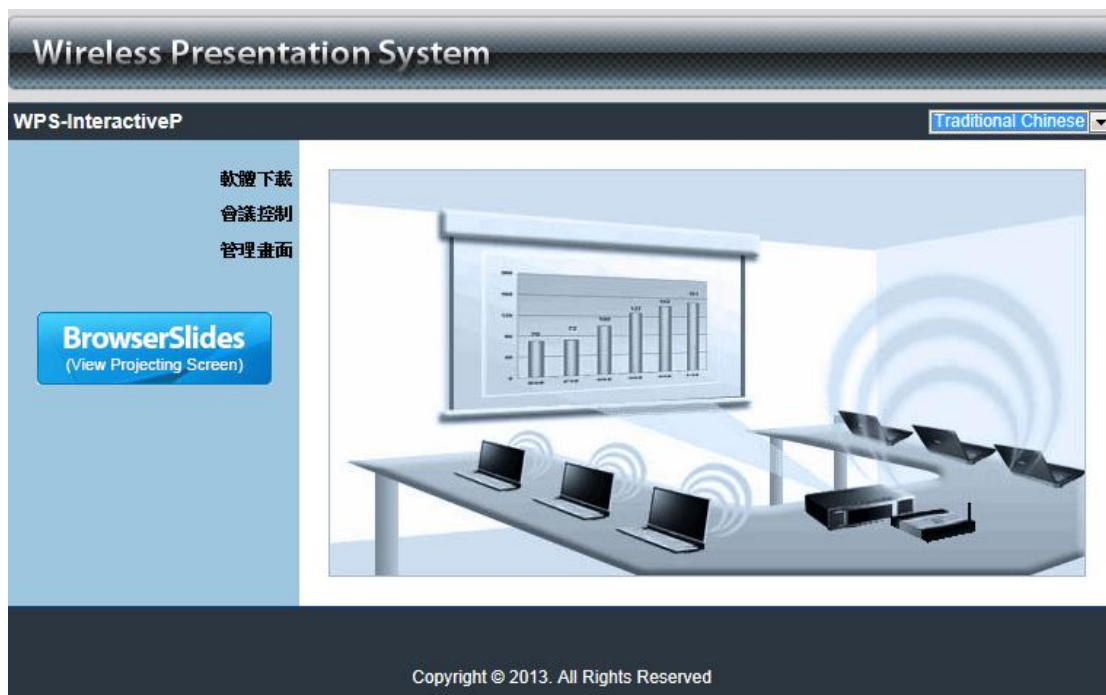 Wireless Presentation System
WPS-InteractiveP
Traditional Chinese
軟體下載
會議控制
管理畫面
BrowserSlides
(View Projecting Screen)
Copyright © 2013. All Rights Reserved